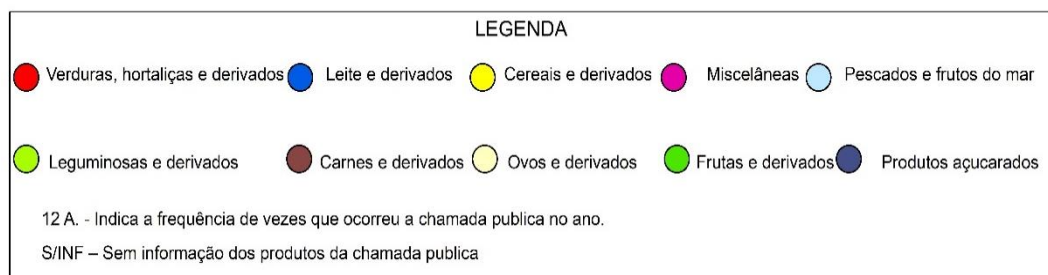 LEGENDA
Verduras, hortaliças e derivados Leite e derivados Cereais e derivados Miscelâneas Pescados e frutos do mar
Leguminosas e derivados Carnes e derivados Ovos e derivados Frutas e derivados Produtos açucarados
12 A. - Indica a frequência de vezes que ocorreu a chamada publica no ano.
S/INF – Sem informação dos produtos da chamada publica